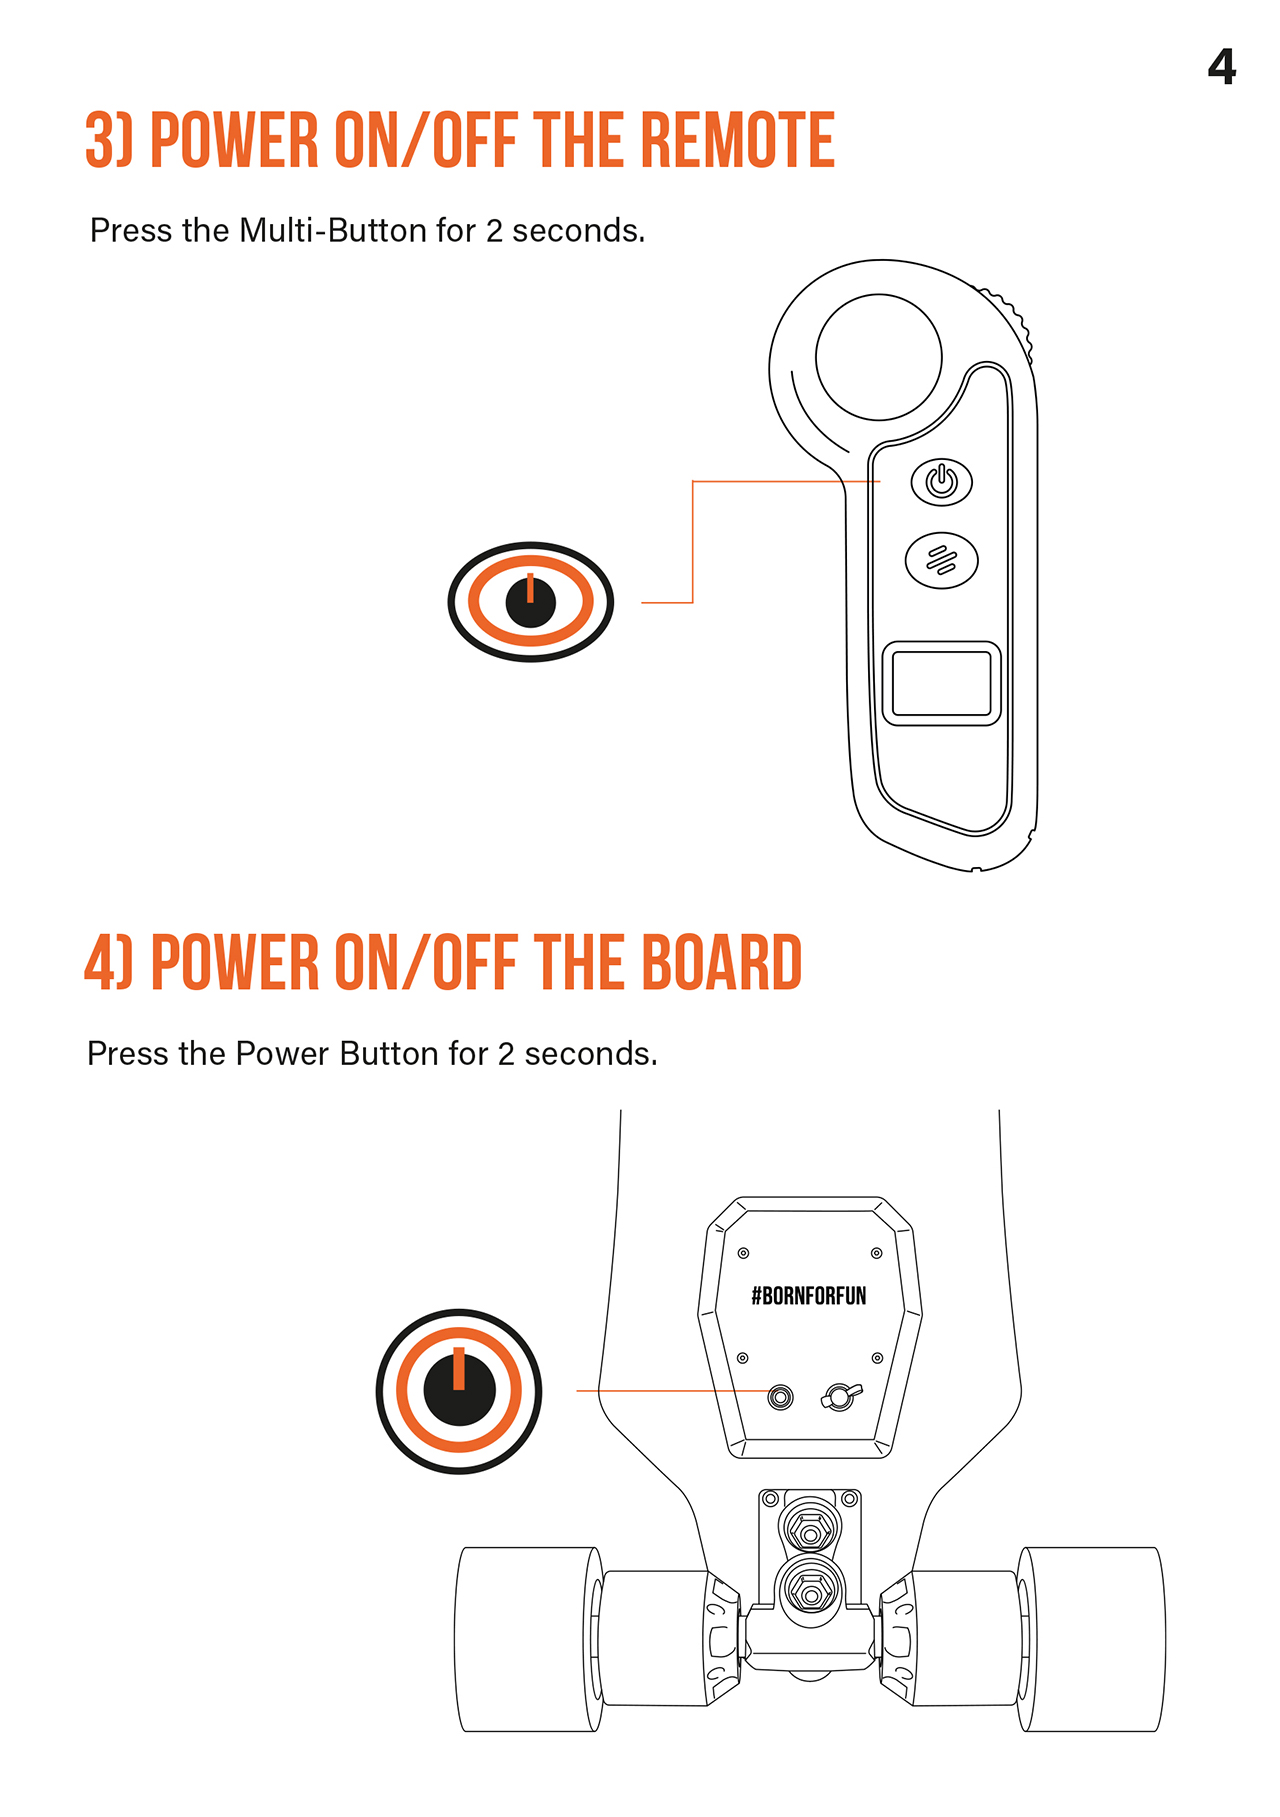 4
3) POWER ON/OFF THE REMOTE
Press the Multi-Button for 2 seconds.
4) POWER ON/OFF THE BOARD
Press the Power Button for 2 seconds.
#BORNFORFUN